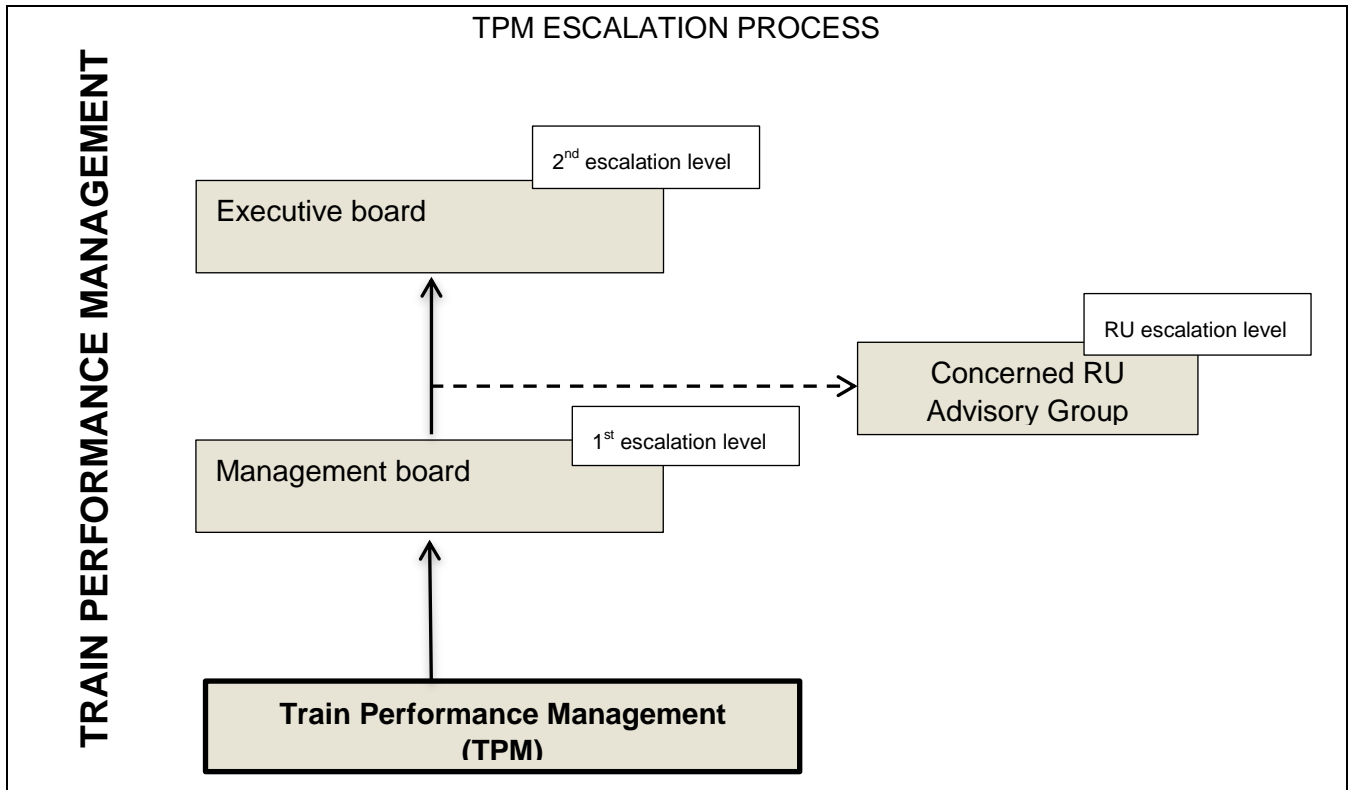 TPM ESCALATION PROCESS
TRAIN PERFORMANCE MANAGEMENT
2nd escalation level
Executive board
RU escalation level
Concerned RU
Advisory Group
1st escalation level
Management board
Train Performance Management
(TPM)